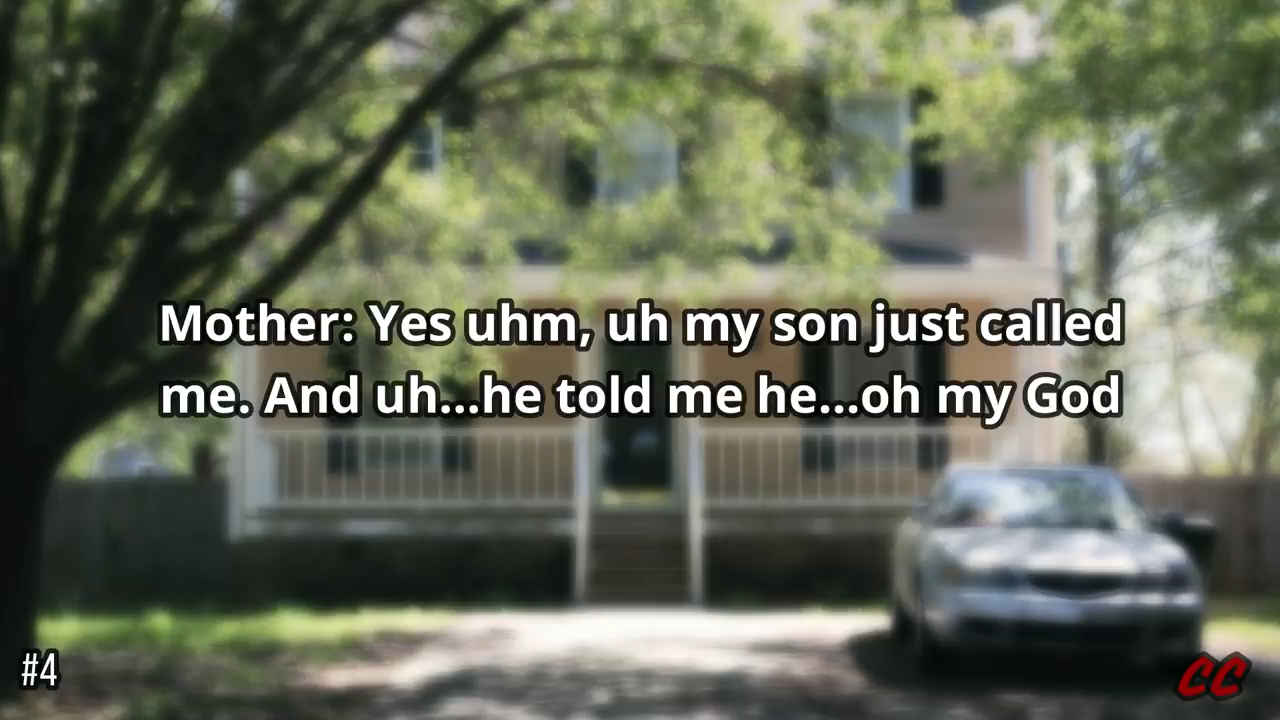 Mother: Yes uhm, uh my son just called
me. And uh...he told me he...oh my God
#4
CC